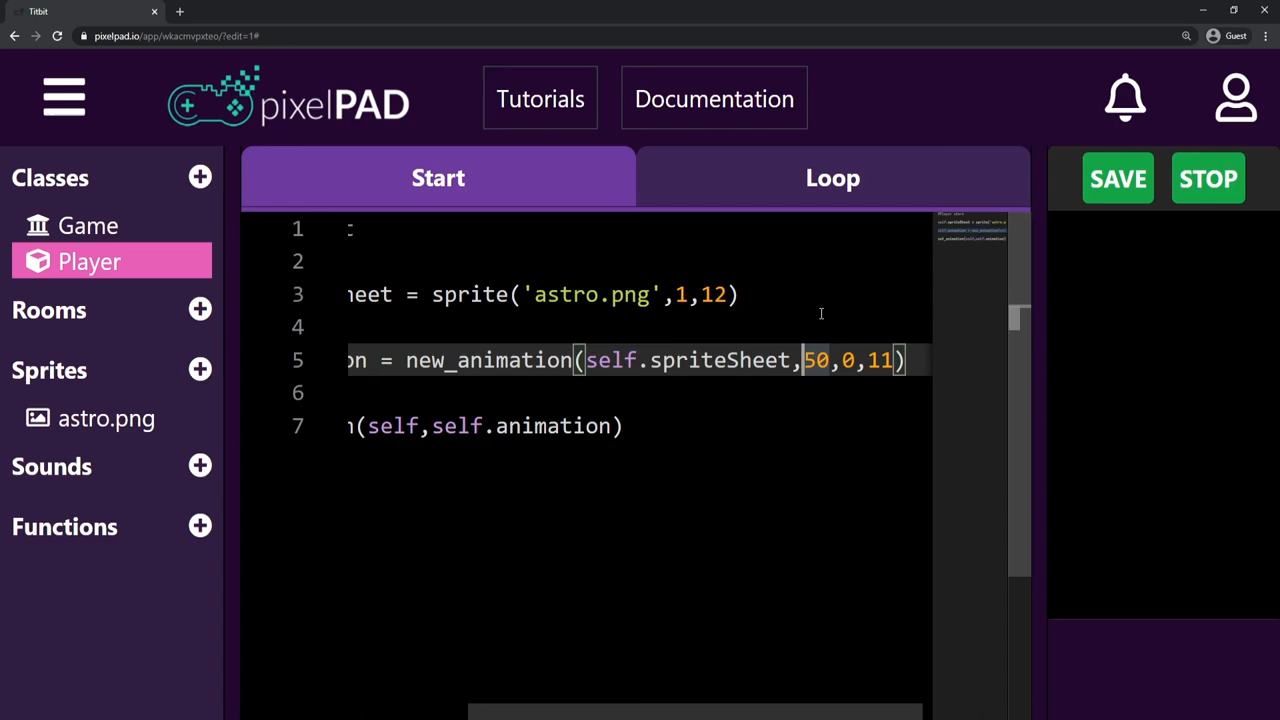 Titbit
pixelpad.io/app/wkacmvpxteo/?edit=1#
Guest
pixelPAD
Tutorials
Documentation
Classes
Game
Player
Rooms
Sprites
astro.png
Sounds
Functions
Start
Loop
SAVE
STOP
1
2
3 heet = sprite('astro.png',1,12)
4
5 on = new_animation(self.spriteSheet,50,0,11)
6
7 n(self,self.animation)